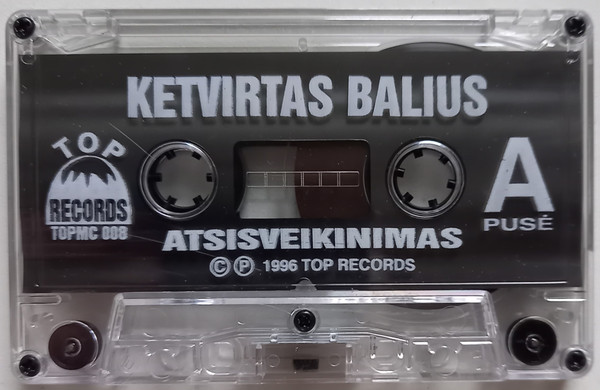 KETVIRTAS BALIUS
TOP
RECORDS
TOPMC 008
A
PUSĖ
ATSISVEIKINIMAS
© ℗ 1996 TOP RECORDS